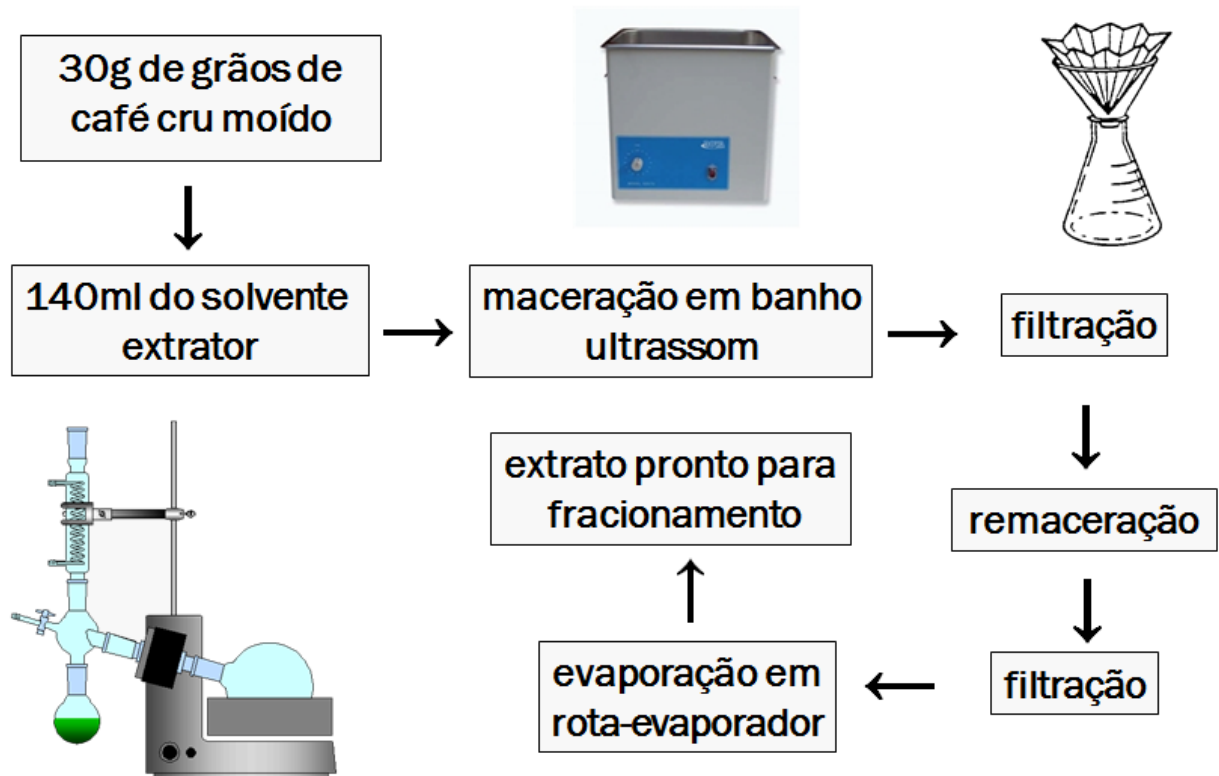 30g de grãos de
café cru moído
140ml do solvente
extrator
maceração em banho
ultrassom
filtração
remaceração
filtração
evaporação em
rota-evaporador
extrato pronto para
fracionamento